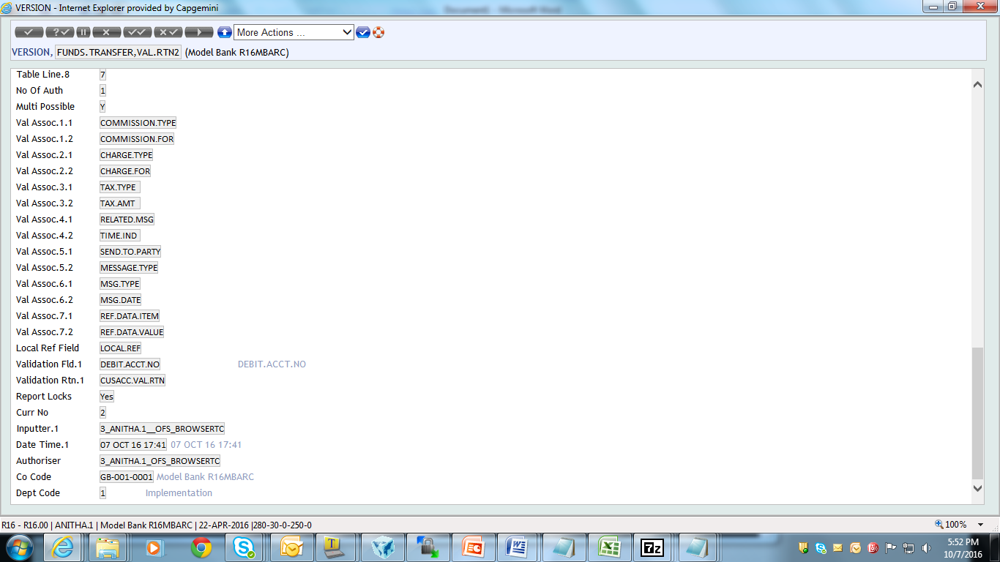 VERSION - Internet Explorer provided by Capgemini
Document1 - Microsoft Word
More Actions ...
VERSION, FUNDS.TRANSFER,VAL.RTN2 (Model Bank R16MBARC)
Table Line.8 7
No Of Auth 1
Multi Possible Y
Val Assoc.1.1 COMMISSION.TYPE
Val Assoc.1.2 COMMISSION.FOR
Val Assoc.2.1 CHARGE.TYPE
Val Assoc.2.2 CHARGE.FOR
Val Assoc.3.1 TAX.TYPE
Val Assoc.3.2 TAX.AMT
Val Assoc.4.1 RELATED.MSG
Val Assoc.4.2 TIME.IND
Val Assoc.5.1 SEND.TO.PARTY
Val Assoc.5.2 MESSAGE.TYPE
Val Assoc.6.1 MSG.TYPE
Val Assoc.6.2 MSG.DATE
Val Assoc.7.1 REF.DATA.ITEM
Val Assoc.7.2 REF.DATA.VALUE
Local Ref Field LOCAL.REF
Validation Fld.1 DEBIT.ACCT.NO DEBIT.ACCT.NO
Validation Rtn.1 CUSACC.VAL.RTN
Report Locks Yes
Curr No 2
Inputter.1 3_ANITHA.1__OFS_BROWSERTC
Date Time.1 07 OCT 16 17:41 07 OCT 16 17:41
Authoriser 3_ANITHA.1_OFS_BROWSERTC
Co Code GB-001-0001 Model Bank R16MBARC
Dept Code 1 Implementation
R16 - R16.00 | ANITHA.1 | Model Bank R16MBARC | 22-APR-2016 |280-30-0-250-0
100%
5:52 PM
10/7/2016